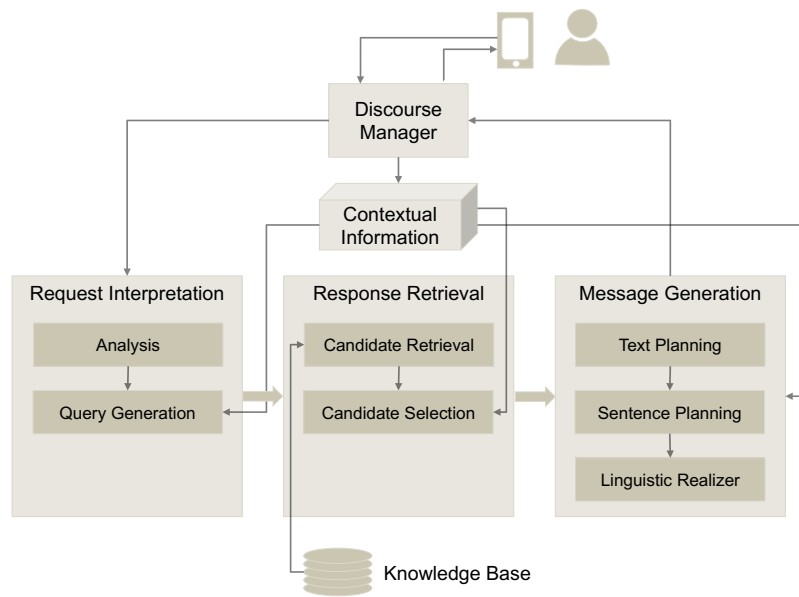 Discourse
Manager
Contextual
Information
Request Interpretation
Analysis
Query Generation
Response Retrieval
Candidate Retrieval
Candidate Selection
Message Generation
Text Planning
Sentence Planning
Linguistic Realizer
Knowledge Base